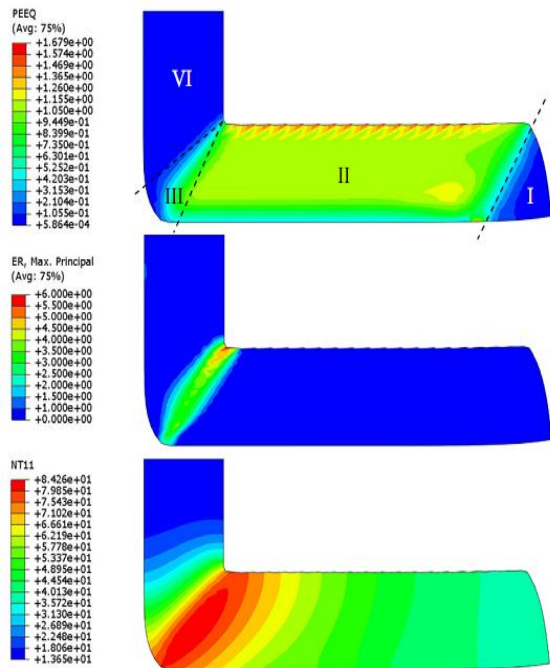 PEEQ
(Avg: 75%)
+1.679e+00
+1.574e+00
+1.469e+00
+1.365e+00
+1.260e+00
+1.155e+00
+1.050e+00
+9.449e-01
+8.399e-01
+7.350e-01
+6.301e-01
+5.252e-01
+4.203e-01
+3.153e-01
+2.104e-01
+1.055e-01
+5.864e-04
VI
II
III
I
ER, Max. Principal
(Avg: 75%)
+6.000e+00
+5.500e+00
+5.000e+00
+4.500e+00
+4.000e+00
+3.500e+00
+3.000e+00
+2.500e+00
+2.000e+00
+1.500e+00
+1.000e+00
+0.000e+00
NT11
+8.426e+01
+7.985e+01
+7.543e+01
+7.102e+01
+6.661e+01
+6.219e+01
+5.778e+01
+5.337e+01
+4.895e+01
+4.454e+01
+4.013e+01
+3.572e+01
+3.130e+01
+2.689e+01
+2.248e+01
+1.806e+01
+1.365e+01